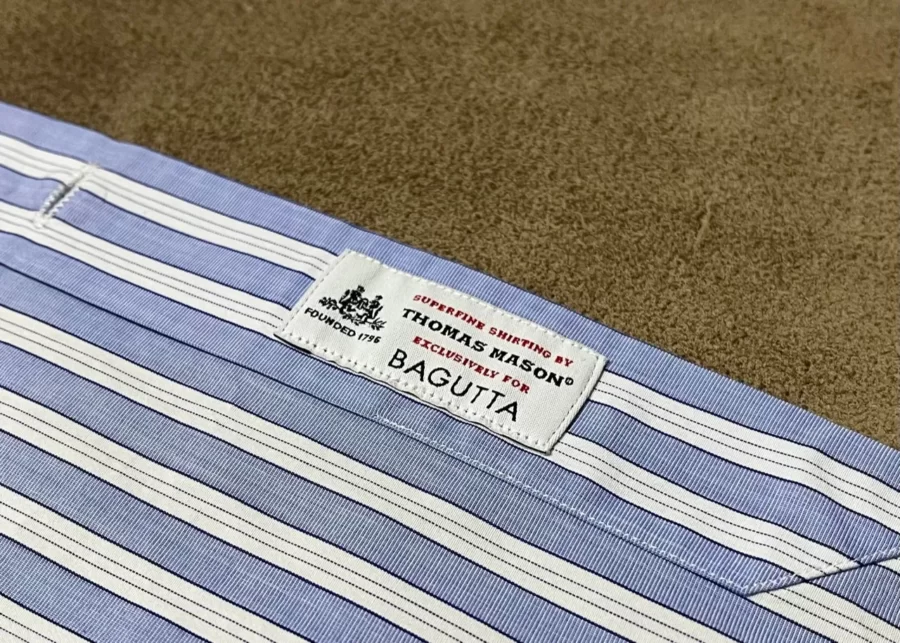 FOUNDED 1796
SUPERFINE SHIRTING BY
THOMAS MASON®
EXCLUSIVELY FOR
BAGUTTA